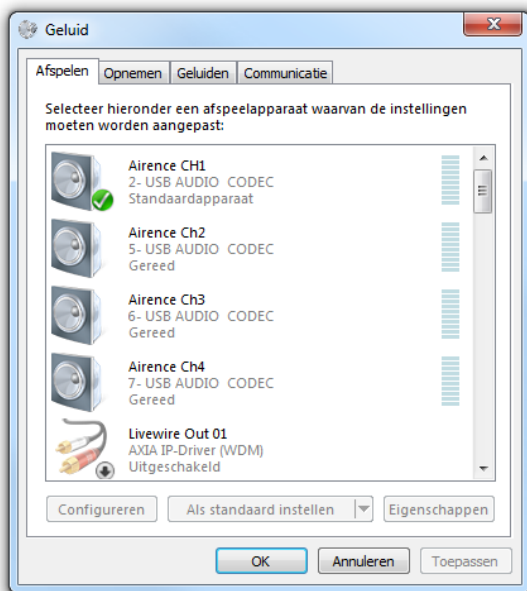 Geluid
Afspelen Opnemen Geluiden Communicatie
Selecteer hieronder een afspeelapparaat waarvan de instellingen
moeten worden aangepast:
Airence CH1
2- USB AUDIO CODEC
Standaardapparaat
Airence Ch2
5- USB AUDIO CODEC
Gereed
Airence Ch3
6- USB AUDIO CODEC
Gereed
Airence Ch4
7- USB AUDIO CODEC
Gereed
Livewire Out 01
AXIA IP-Driver (WDM)
Uitgeschakeld
Configureren Als standaard instellen Eigenschappen
OK Annuleren Toepassen